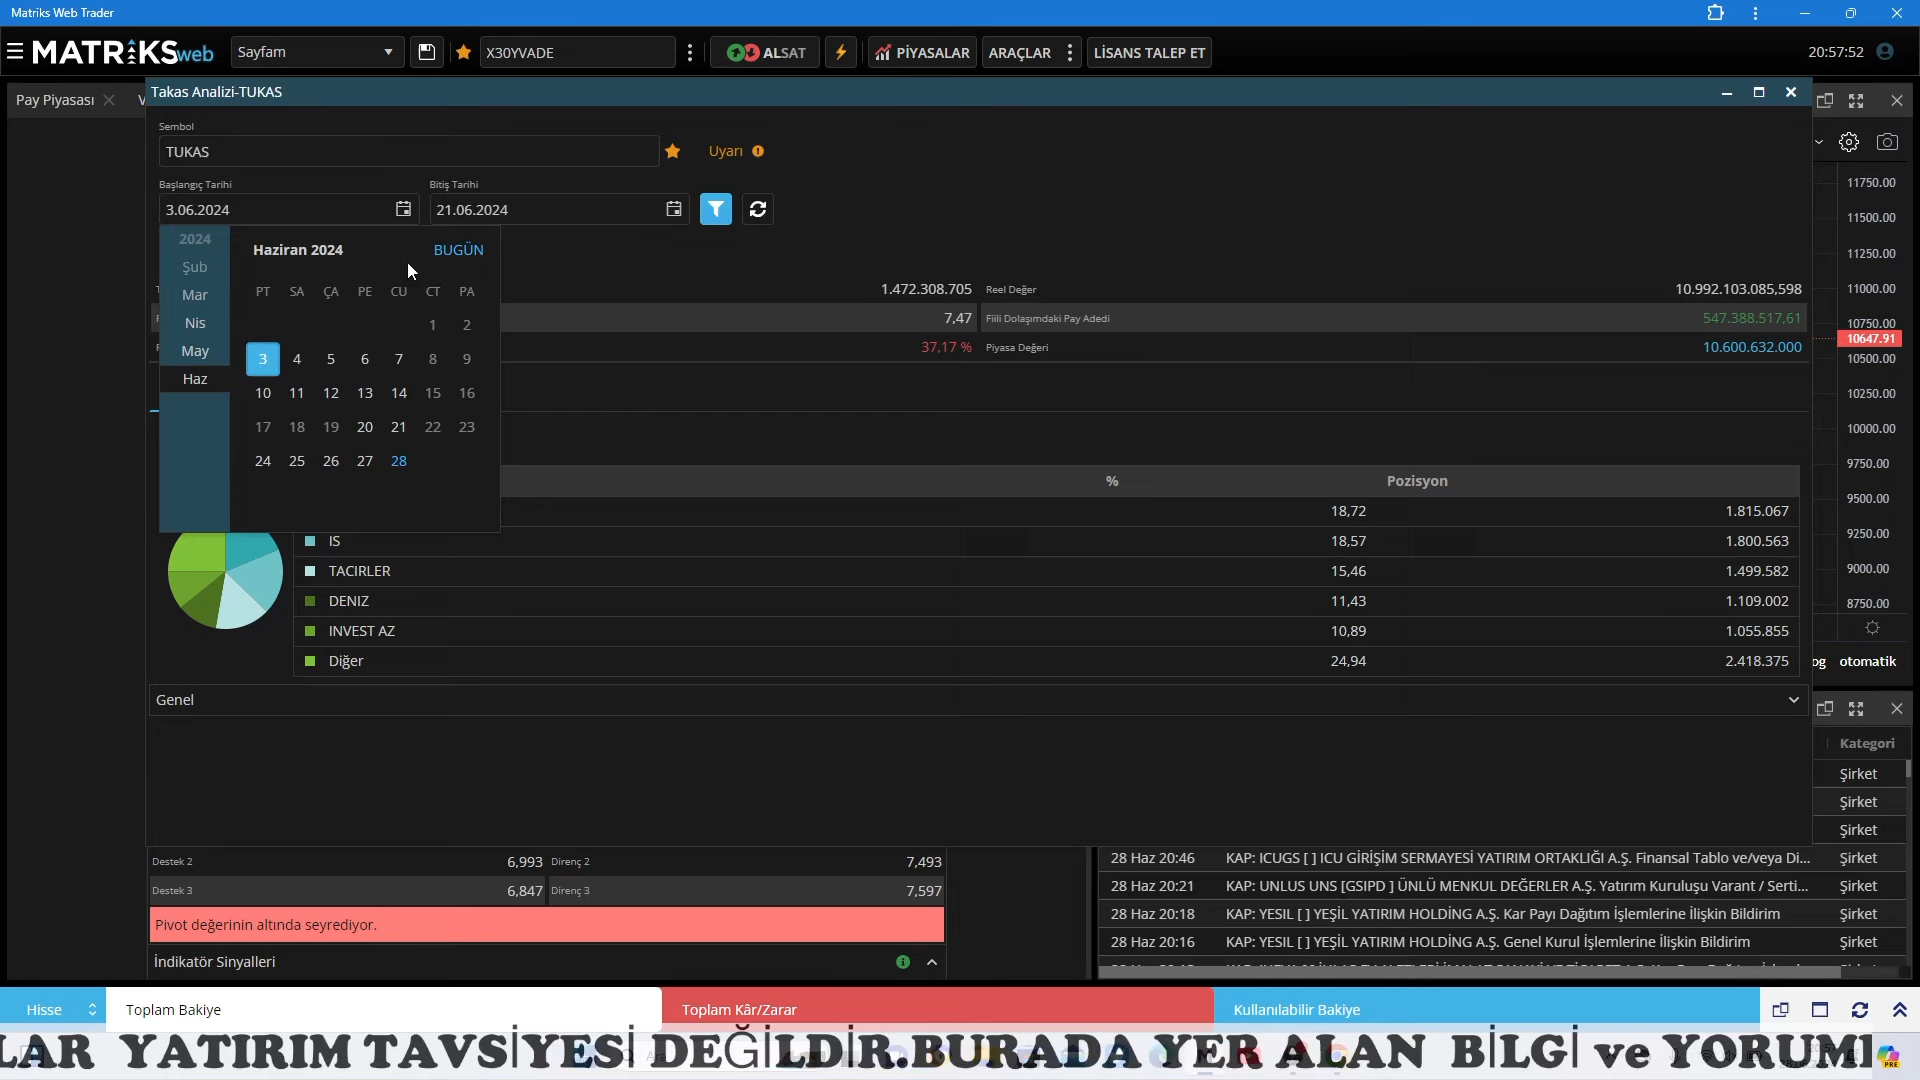 Matriks Web Trader
MATRIKSweb Sayfam X30YVADE ALSAT PİYASALAR ARAÇLAR LİSANS TALEP ET 20:57:52
Pay Piyasası
Takas Analizi-TUKAS
Sembol
TUKAS Uyarı
Başlangıç Tarihi Bitiş Tarihi
3.06.2024 21.06.2024
2024 Haziran 2024 BUGÜN
Şub
Mar PT SA ÇA PE CU CT PA
Nis 1 2
May 3 4 5 6 7 8 9
Haz
10 11 12 13 14 15 16
17 18 19 20 21 22 23
24 25 26 27 28
1.472.308.705 Reel Değer 10.992.103.085,598
7,47 Fiili Dolaşımdaki Pay Adedi 547.388.517,61
37,17 % Piyasa Değeri 10.600.632.000
% Pozisyon
18,72 1.815.067
IS 18,57 1.800.563
TACIRLER 15,46 1.499.582
DENIZ 11,43 1.109.002
INVEST AZ 10,89 1.055.855
Diğer 24,94 2.418.375
Genel
11750.00
11500.00
11250.00
11000.00
10750.00
10647.91
10500.00
10250.00
10000.00
9750.00
9500.00
9250.00
9000.00
8750.00
og otomatik
Kategori
Şirket
Şirket
Şirket
Destek 2 6,993 Direnç 2 7,493
Destek 3 6,847 Direnç 3 7,597
Pivot değerinin altında seyrediyor.
İndikatör Sinyalleri
28 Haz 20:46 KAP: ICUGS [ ] ICU GİRİŞİM SERMAYESİ YATIRIM ORTAKLIĞI A.Ş. Finansal Tablo ve/veya Di... Şirket
28 Haz 20:21 KAP: UNLUS UNS [GSIPD ] ÜNLÜ MENKUL DEĞERLER A.Ş. Yatırım Kuruluşu Varant / Serti... Şirket
28 Haz 20:18 KAP: YESIL [ ] YEŞİL YATIRIM HOLDİNG A.Ş. Kar Payı Dağıtım İşlemlerine İlişkin Bildirim Şirket
28 Haz 20:16 KAP: YESIL [ ] YEŞİL YATIRIM HOLDİNG A.Ş. Genel Kurul İşlemlerine İlişkin Bildirim Şirket
Hisse Toplam Bakiye Toplam Kâr/Zarar Kullanılabilir Bakiye
LAR YATIRIM TAVSİYESİ DEĞİLDİR.BURADA YER ALAN BİLGİ ve YORUML